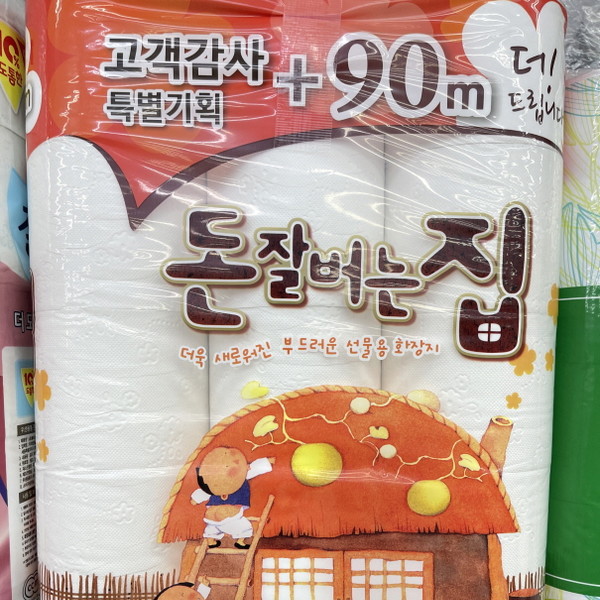 고객감사
특별기획
+90m
더!
드립니다
돈 잘버는 집
더욱 새로워진 부드러운 선물용 화장지